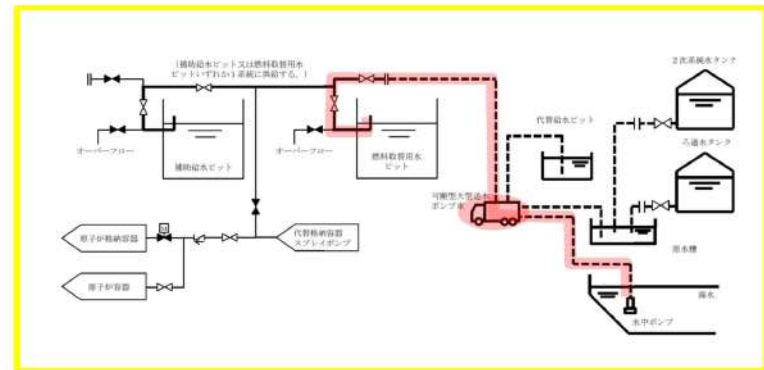 (補助給水ピット又は燃料取替用水
ピットいずれか1系統に供給する。)
2次系純水タンク
代替給水ピット
オーバーフロー
補助給水ピット
オーバーフロー
燃料取替用水
ピット
ろ過水タンク
可搬型大型送水
ポンプ車
原子炉格納容器
M
代替格納容器
スプレイポンプ
原水槽
原子炉容器
海水
水中ポンプ